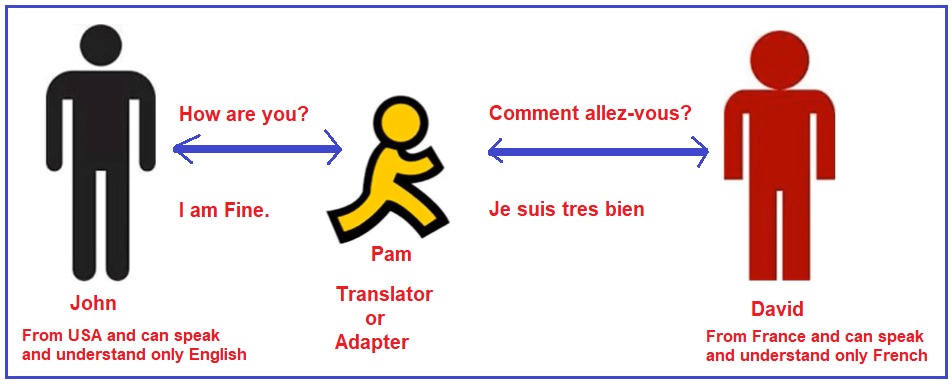 How are you?
Comment allez-vous?
I am Fine.
Je suis tres bien
Pam
John
Translator
or
Adapter
David
From USA and can speak
and understand only English
From France and can speak
and understand only French